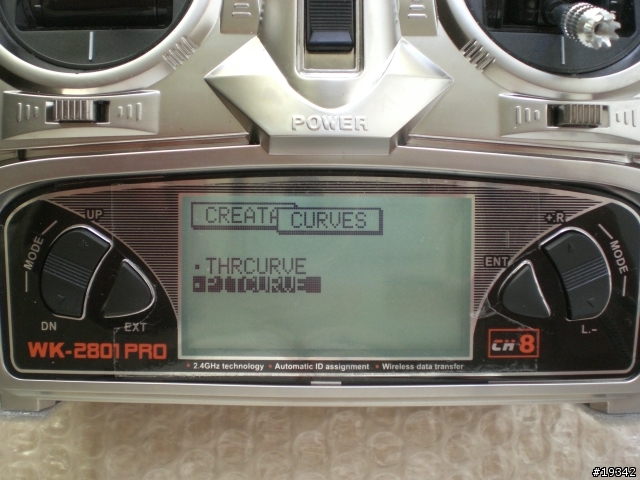 POWER
CREATA
CURVES
·THRCURVE
·PITCURVE
UP
MODE
DN
EXT
WK-2801 PRO
+.R
MODE
ENT
L.-
CH-8
2.4GHz technology • Automatic ID assignment • Wireless data transfer
#19342